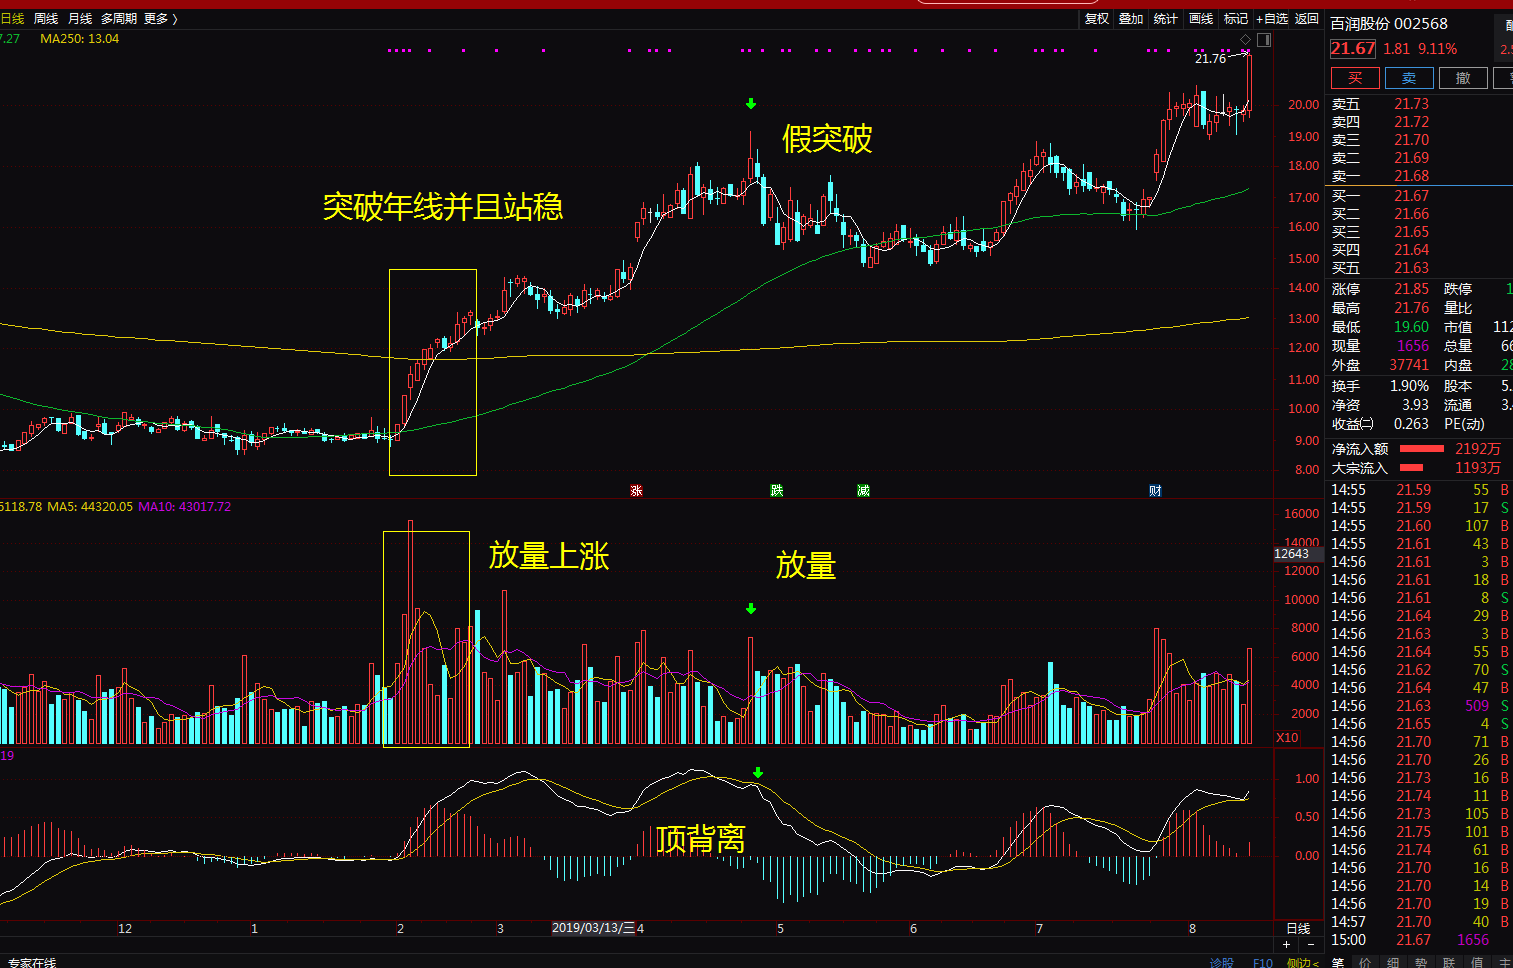 日线 周线 月线 多周期 更多 〉 复权 叠加 统计 画线 标记 +自选 返回
7.27 MA250: 13.04
百润股份 002568
21.67 1.81 9.11%
买 卖 撤
卖五 21.73
卖四 21.72
卖三 21.70
卖二 21.69
卖一 21.68
买一 21.67
买二 21.66
买三 21.65
买四 21.64
买五 21.63
涨停 21.85 跌停 1
最高 21.76 量比
最低 19.60 市值 112
现量 1656 总量 66
外盘 37741 内盘 28
换手 1.90% 股本 5.
净资 3.93 流通 3.
收益㈡ 0.263 PE(动)
净流入额 2192万
大宗流入 1193万
14:55 21.59 55 B
14:55 21.59 17 S
14:55 21.60 107 B
14:55 21.61 43 B
14:56 21.61 3 B
14:56 21.61 18 B
14:56 21.61 8 S
14:56 21.64 29 B
14:56 21.63 3 B
14:56 21.64 55 B
14:56 21.62 70 S
14:56 21.64 47 B
14:56 21.63 509 S
14:56 21.65 4 S
14:56 21.70 71 B
14:56 21.70 26 B
14:56 21.73 16 B
14:56 21.74 11 B
14:56 21.73 105 B
14:56 21.75 101 B
14:56 21.74 61 B
14:56 21.70 16 B
14:56 21.70 14 B
14:56 21.70 19 B
14:57 21.70 40 B
15:00 21.67 1656
21.76
假突破
突破年线并且站稳
20.00
19.00
18.00
17.00
16.00
15.00
14.00
13.00
12.00
11.00
10.00
9.00
8.00
涨 跌 减 财
5118.78 MA5: 44320.05 MA10: 43017.72
放量上涨
放量
16000
14000
12643
12000
10000
8000
6000
4000
2000
X10
19
顶背离
1.00
0.50
0.00
12 1 2 3 2019/03/13/三 4 5 6 7 8 日线
+ -
专家在线 诊股 F10 侧边< 笔 价 细 势 联 值 主